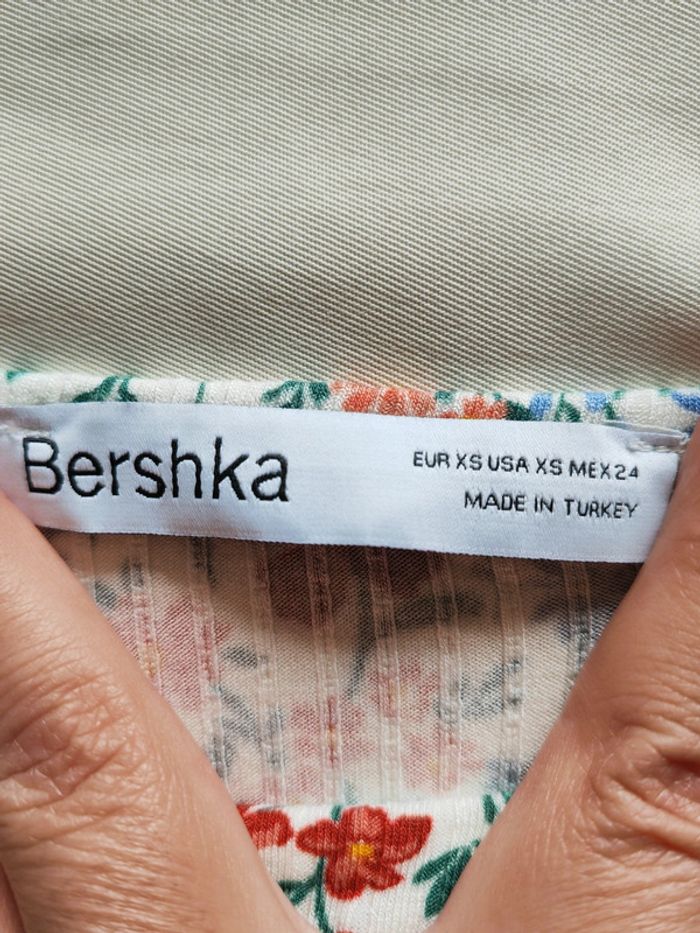 Bershka
EUR XS USA XS MEX 24
MADE IN TURKEY